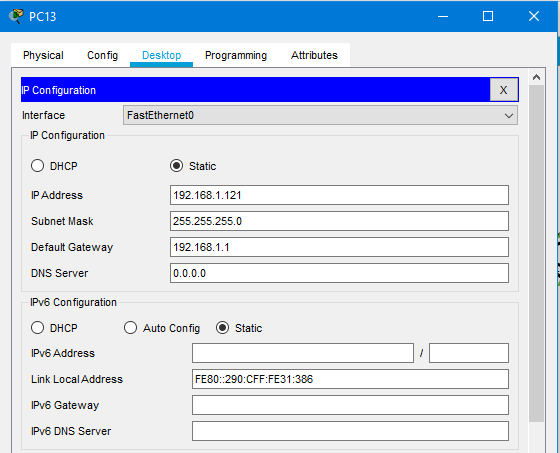 PC13
Physical Config Desktop Programming Attributes
IP Configuration X
Interface FastEthernet0
IP Configuration
DHCP Static
IP Address 192.168.1.121
Subnet Mask 255.255.255.0
Default Gateway 192.168.1.1
DNS Server 0.0.0.0
IPv6 Configuration
DHCP Auto Config Static
IPv6 Address /
Link Local Address FE80::290:CFF:FE31:386
IPv6 Gateway
IPv6 DNS Server